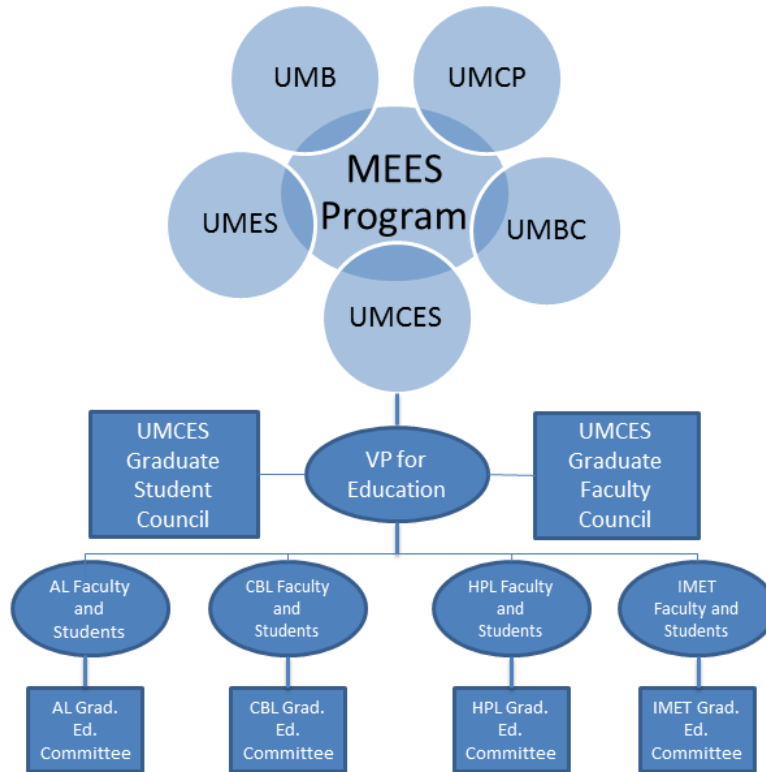 UMB
UMCP
MEES
Program
UMES
UMBC
UMCES
UMCES
Graduate
Student
Council
VP for
Education
UMCES
Graduate
Faculty
Council
AL Faculty
and
Students
CBL Faculty
and
Students
HPL Faculty
and
Students
IMET
Faculty and
Students
AL Grad.
Ed.
Committee
CBL Grad.
Ed.
Committee
HPL Grad.
Ed.
Committee
IMET Grad.
Ed.
Committee